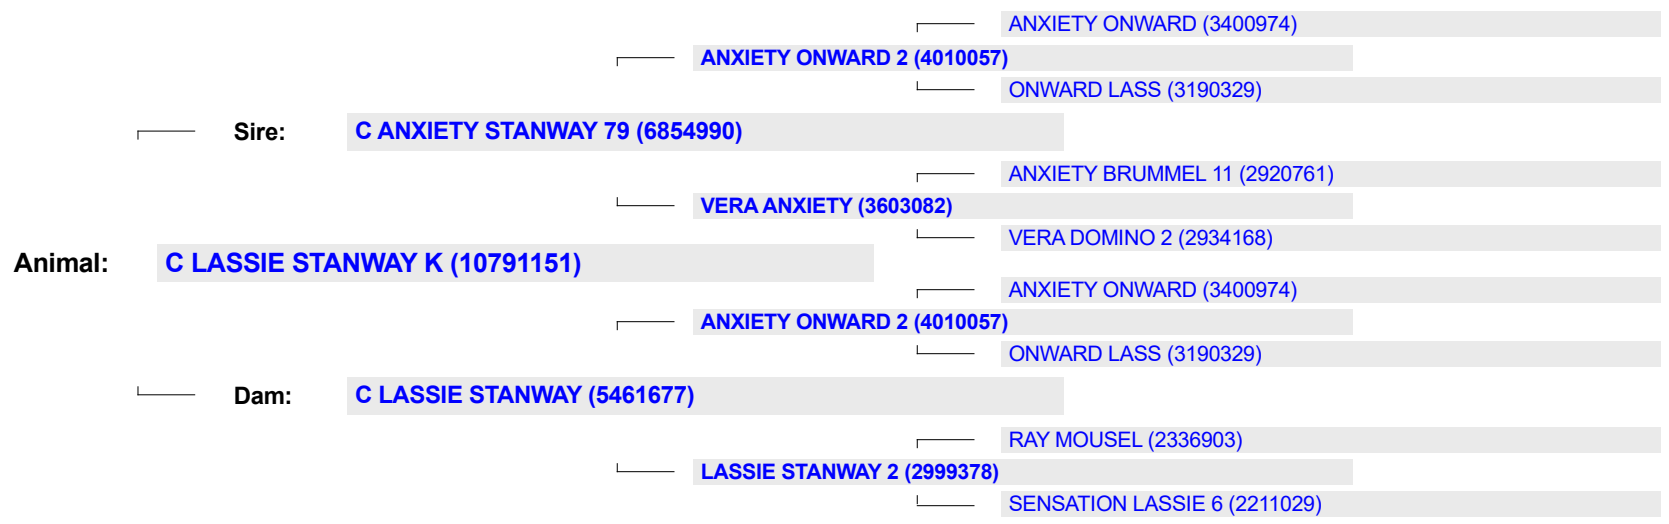 ANXIETY ONWARD (3400974)
ANXIETY ONWARD 2 (4010057)
ONWARD LASS (3190329)
Sire: C ANXIETY STANWAY 79 (6854990)
ANXIETY BRUMMEL 11 (2920761)
VERA ANXIETY (3603082)
VERA DOMINO 2 (2934168)
Animal: C LASSIE STANWAY K (10791151)
ANXIETY ONWARD (3400974)
ANXIETY ONWARD 2 (4010057)
ONWARD LASS (3190329)
Dam: C LASSIE STANWAY (5461677)
RAY MOUSEL (2336903)
LASSIE STANWAY 2 (2999378)
SENSATION LASSIE 6 (2211029)